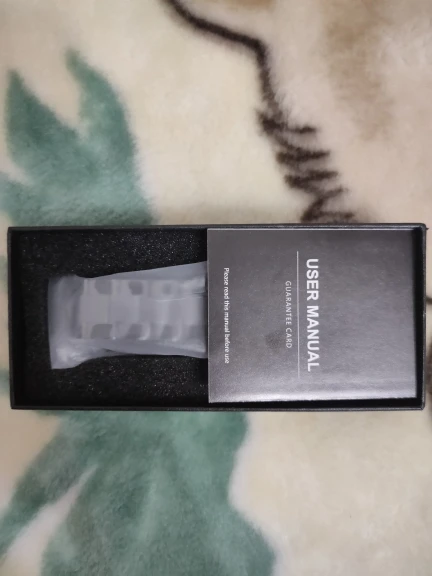 USER MANUAL
GUARANTEE CARD
Please read this manual before use